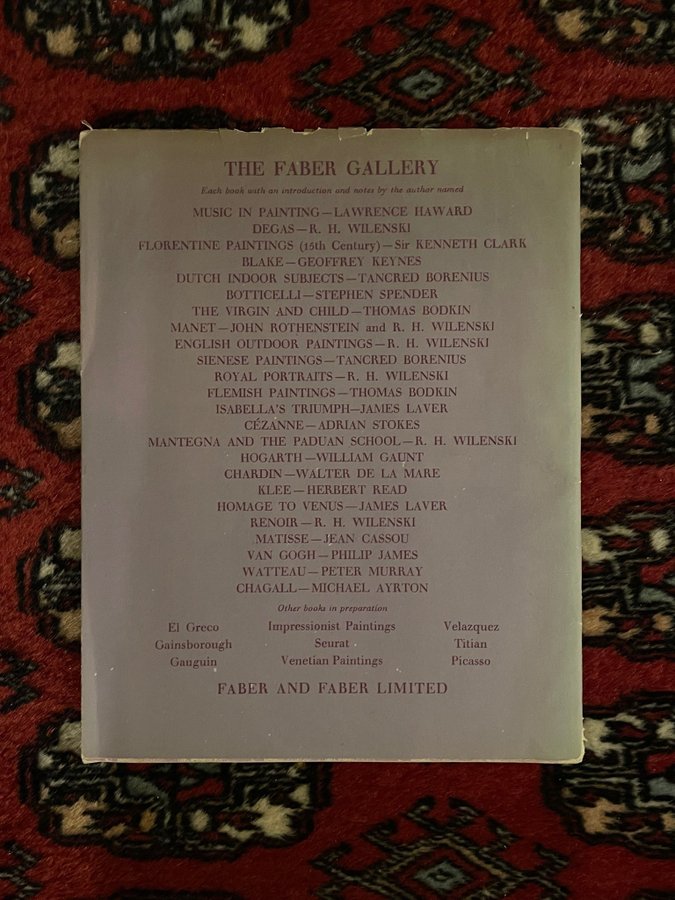 THE FABER GALLERY
Each book with an introduction and notes by the author named
MUSIC IN PAINTING—LAWRENCE HAWARD
DEGAS—R. H. WILENSKI
FLORENTINE PAINTINGS (15th Century)—Sir KENNETH CLARK
BLAKE—GEOFFREY KEYNES
DUTCH INDOOR SUBJECTS—TANCRED BORENIUS
BOTTICELLI—STEPHEN SPENDER
THE VIRGIN AND CHILD—THOMAS BODKIN
MANET—JOHN ROTHENSTEIN and R. H. WILENSKI
ENGLISH OUTDOOR PAINTINGS—R. H. WILENSKI
SIENESE PAINTINGS—TANCRED BORENIUS
ROYAL PORTRAITS—R. H. WILENSKI
FLEMISH PAINTINGS—THOMAS BODKIN
ISABELLA'S TRIUMPH—JAMES LAVER
CÉZANNE—ADRIAN STOKES
MANTEGNA AND THE PADUAN SCHOOL—R. H. WILENSKI
HOGARTH—WILLIAM GAUNT
CHARDIN—WALTER DE LA MARE
KLEE—HERBERT READ
HOMAGE TO VENUS—JAMES LAVER
RENOIR—R. H. WILENSKI
MATISSE—JEAN CASSOU
VAN GOGH—PHILIP JAMES
WATTEAU—PETER MURRAY
CHAGALL—MICHAEL AYRTON
Other books in preparation
El Greco Impressionist Paintings Velazquez
Gainsborough Seurat Titian
Gauguin Venetian Paintings Picasso
FABER AND FABER LIMITED